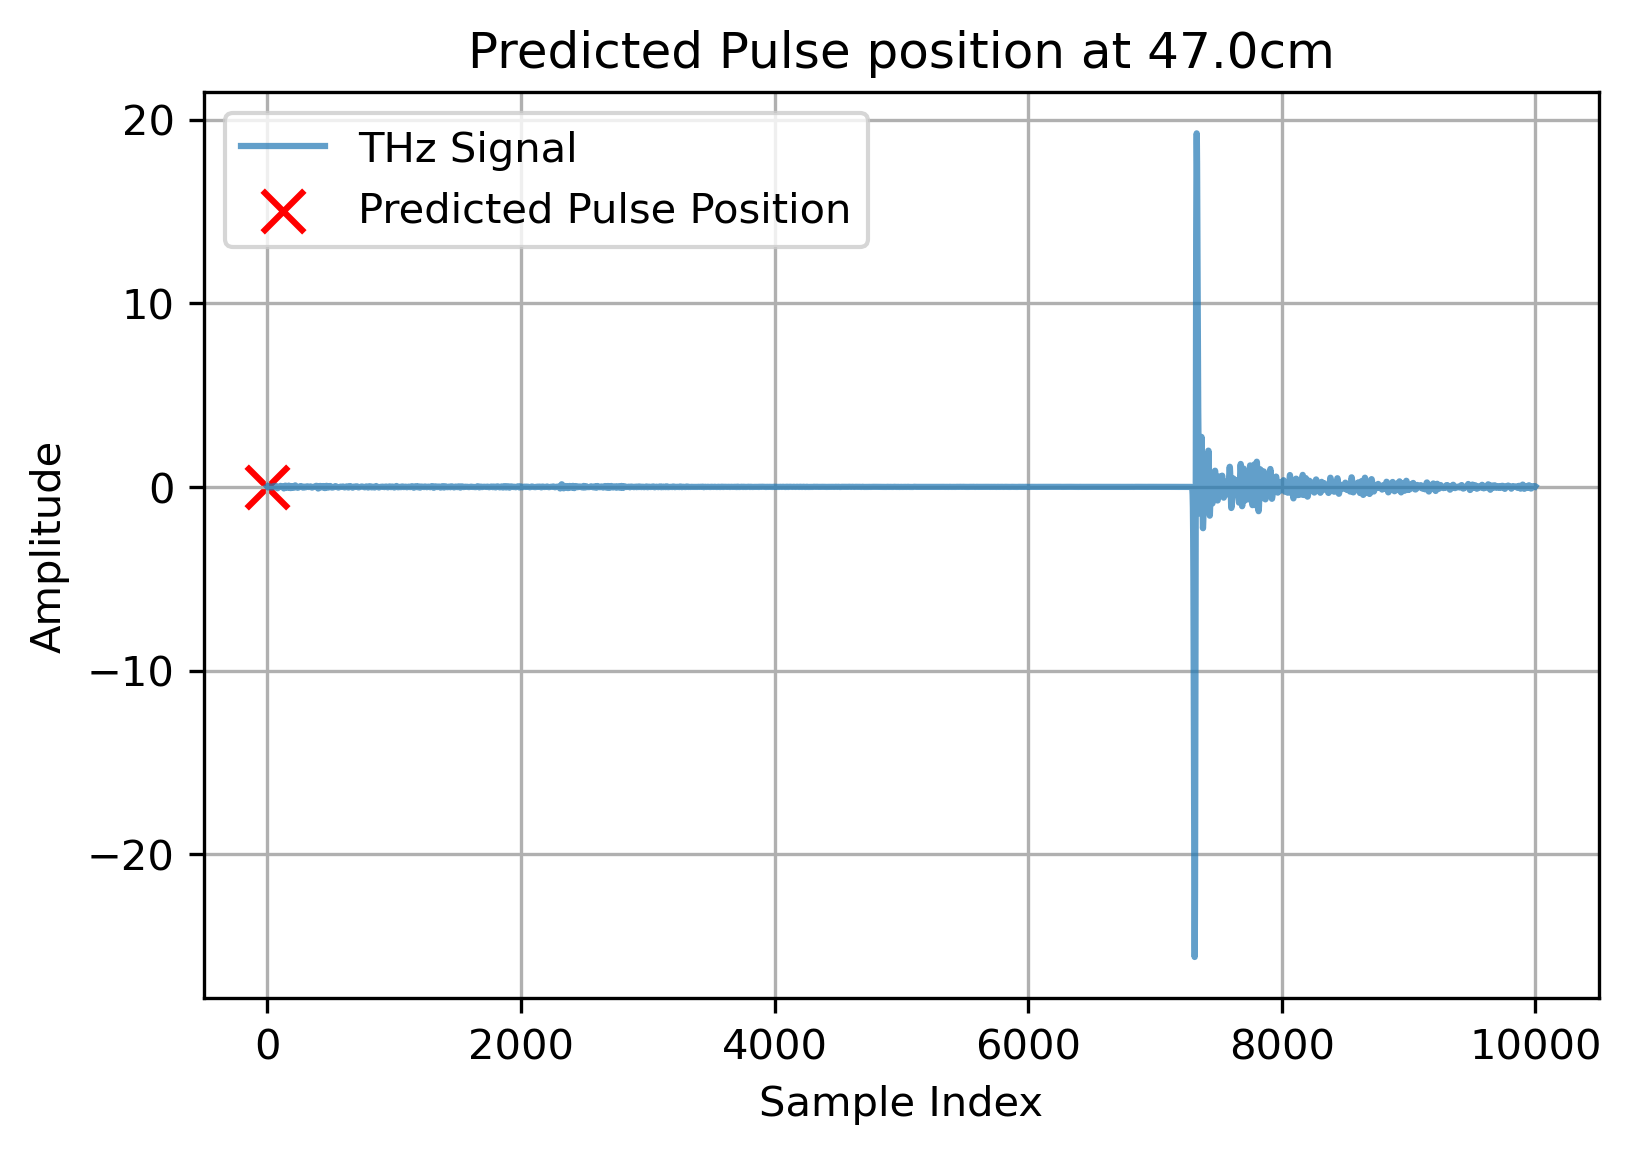 Predicted Pulse position at 47.0cm
THz Signal
Predicted Pulse Position
20
10
0
−10
−20
Amplitude
0 2000 4000 6000 8000 10000
Sample Index